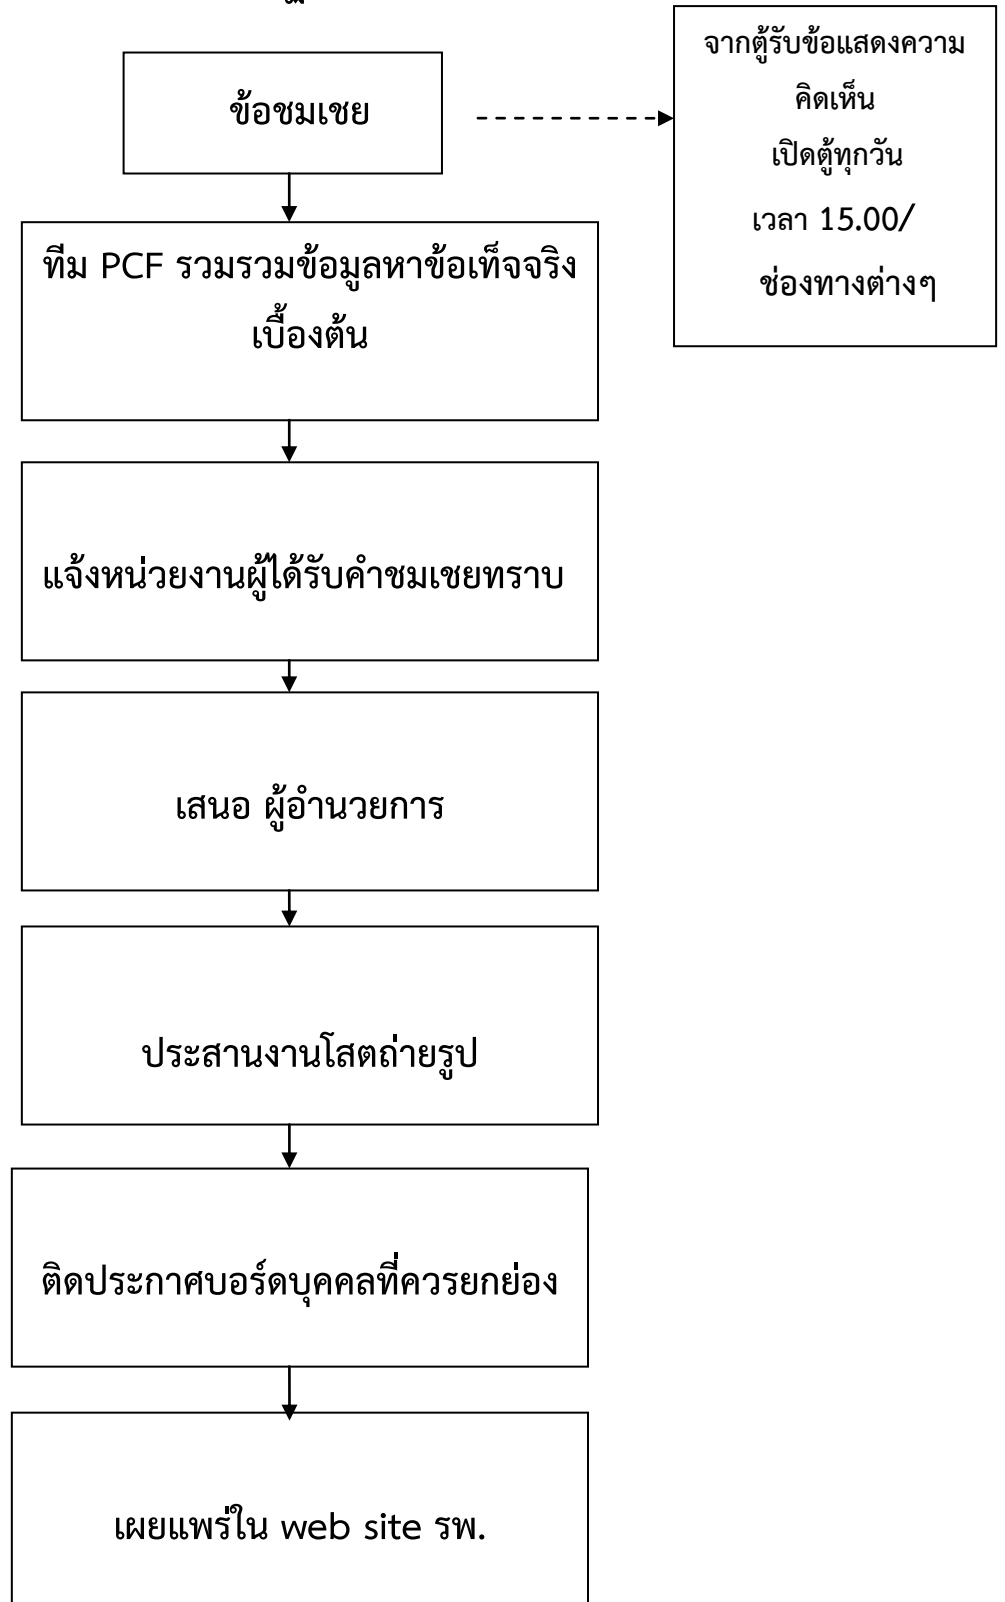 ข้อชมเชย
จากตู้รับข้อแสดงความ
คิดเห็น
เปิดตู้ทุกวัน
เวลา 15.00/
ช่องทางต่างๆ
ทีม PCF รวมรวมข้อมูลหาข้อเท็จจริง
เบื้องต้น
แจ้งหน่วยงานผู้ได้รับคำชมเชยทราบ
เสนอ ผู้อำนวยการ
ประสานงานโสตถ่ายรูป
ติดประกาศบอร์ดบุคคลที่ควรยกย่อง
เผยแพร่ใน web site รพ.